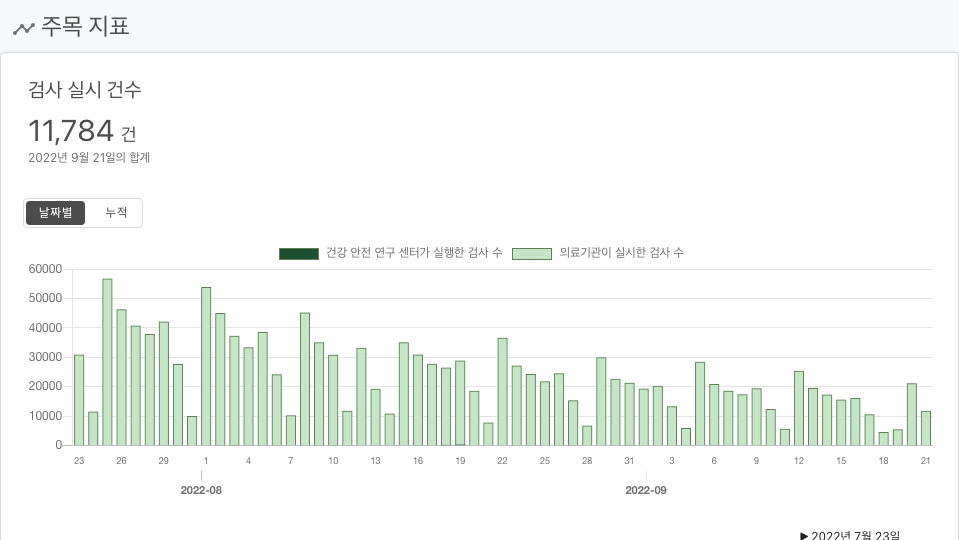 주목 지표
검사 실시 건수
11,784 건
2022년 9월 21일의 합계
날짜별 누적
건강 안전 연구 센터가 실행한 검사 수 의료기관이 실시한 검사 수
60000
50000
40000
30000
20000
10000
0
23 26 29 1 4 7 10 13 16 19 22 25 28 31 3 6 9 12 15 18 21
2022-08 2022-09
▶ 2022년 7월 23일